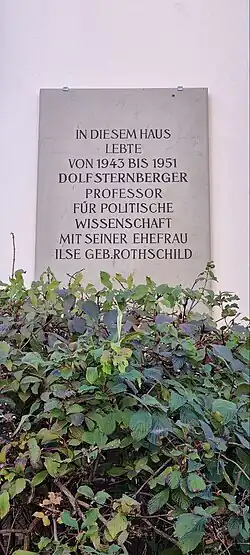 IN DIESEM HAUS
LEBTE
VON 1943 BIS 1951
DOLF STERNBERGER
PROFESSOR
FÜR POLITISCHE
WISSENSCHAFT
MIT SEINER EHEFRAU
ILSE GEB. ROTHSCHILD